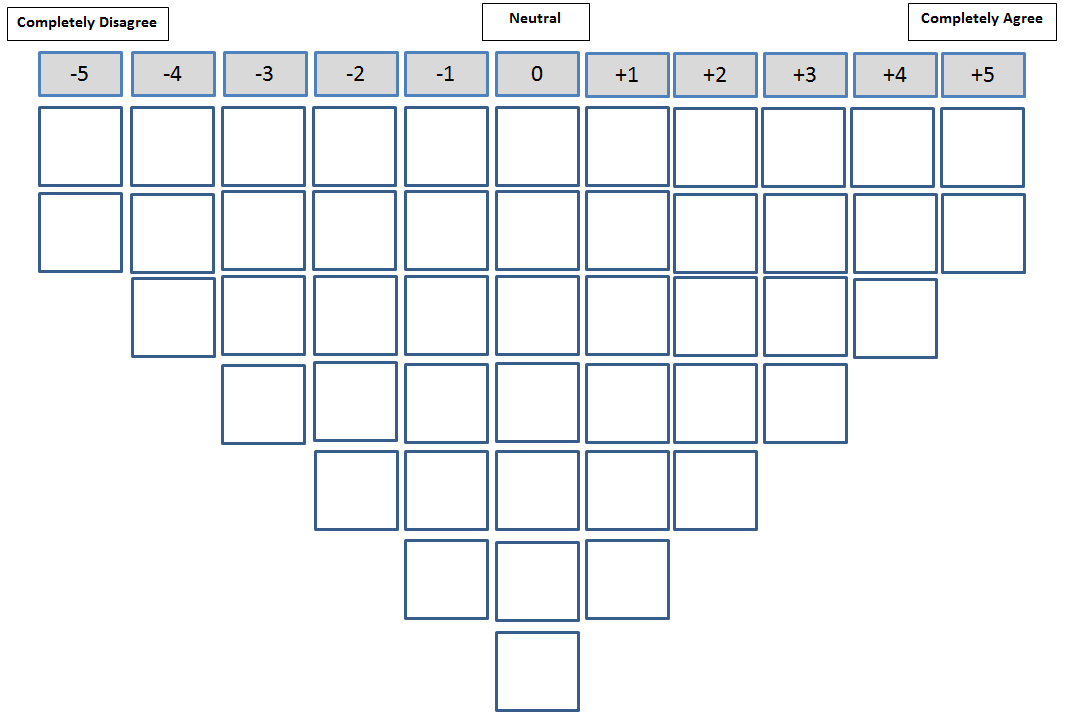 Completely Disagree
Neutral
Completely Agree
-5 -4 -3 -2 -1 0 +1 +2 +3 +4 +5